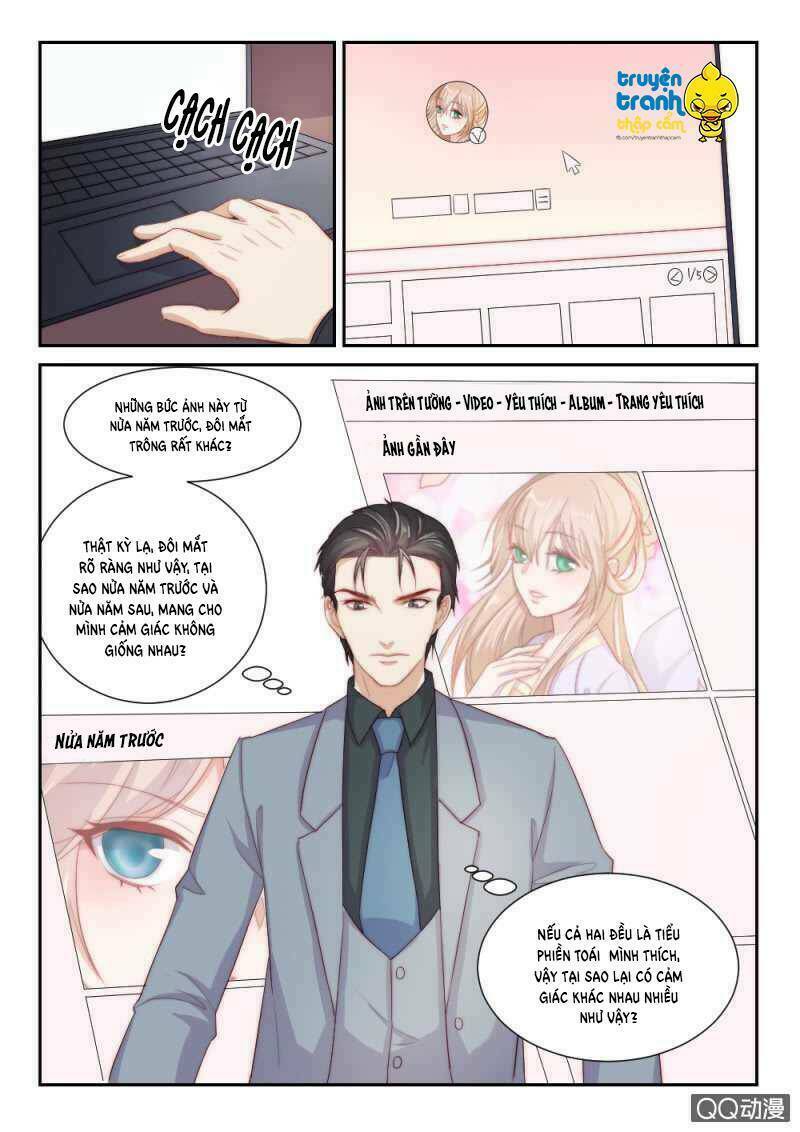 CẠCH CẠCH
truyện
tranh
thập cẩm
fb.com/truyentranhthapcam
1/5
NHỮNG BỨC ẢNH NÀY TỪ
NỬA NĂM TRƯỚC, ĐÔI MẮT
TRÔNG RẤT KHÁC?
ẢNH TRÊN TƯỜNG - VIDEO - YÊU THÍCH - ALBUM - TRANG YÊU THÍCH
ẢNH GẦN ĐÂY
THẬT KỲ LẠ, ĐÔI MẮT
RÕ RÀNG NHƯ VẬY, TẠI
SAO NỬA NĂM TRƯỚC VÀ
NỬA NĂM SAU, MANG CHO
MÌNH CẢM GIÁC KHÔNG
GIỐNG NHAU?
NỬA NĂM TRƯỚC
NẾU CẢ HAI ĐỀU LÀ TIỂU
PHIẾN TOÁI MÌNH THÍCH,
VẬY TẠI SAO LẠI CÓ CẢM
GIÁC KHÁC NHAU NHIỀU
NHƯ VẬY?
QQ动漫